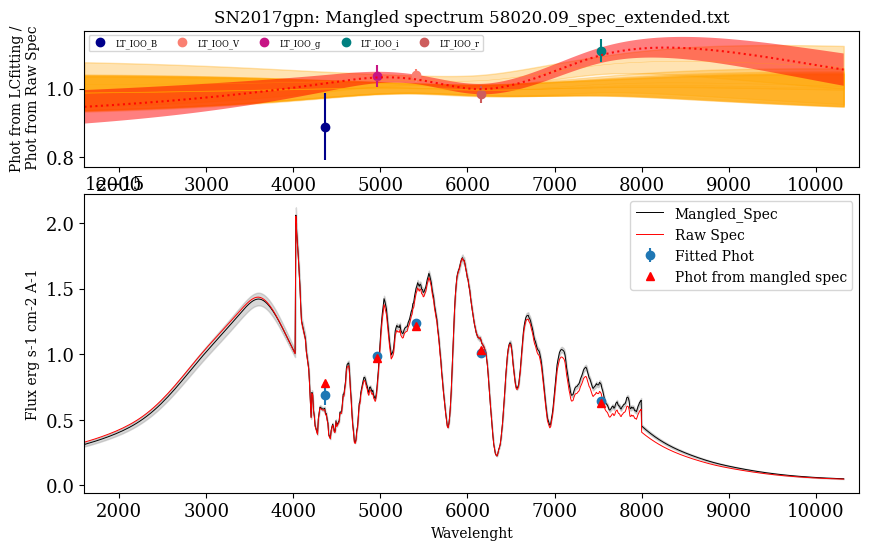 SN2017gpn: Mangled spectrum 58020.09_spec_extended.txt
LT_IOO_B LT_IOO_V LT_IOO_g LT_IOO_i LT_IOO_r
Phot from LCfitting /
Phot from Raw Spec
1.0
0.8
2000 3000 4000 5000 6000 7000 8000 9000 10000
1e−15
Mangled_Spec
Raw Spec
Fitted Phot
Phot from mangled spec
Flux erg s-1 cm-2 A-1
2.0
1.5
1.0
0.5
0.0
2000 3000 4000 5000 6000 7000 8000 9000 10000
Wavelenght